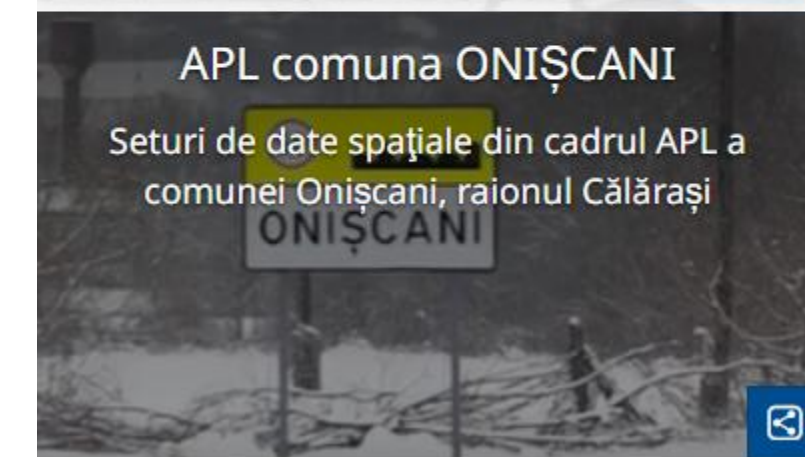 APL comuna ONIȘCANI
Seturi de date spaţiale din cadrul APL a
comunei Onișcani, raionul Călărași
ONIȘCANI